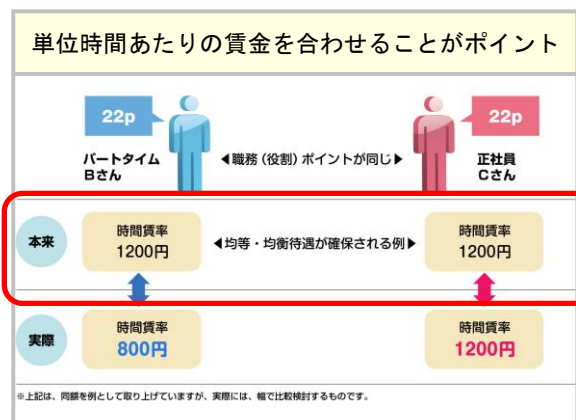 単位時間あたりの賃金を合わせることがポイント
22p
22p
パートタイム
Bさん
◀職務(役割)ポイントが同じ▶
正社員
Cさん
本来
時間賃率
1200円
◀均等・均衡待遇が確保される例▶
時間賃率
1200円
実際
時間賃率
800円
時間賃率
1200円
※上記は、同額を例として取り上げていますが、実際には、幅で比較検討するものです。